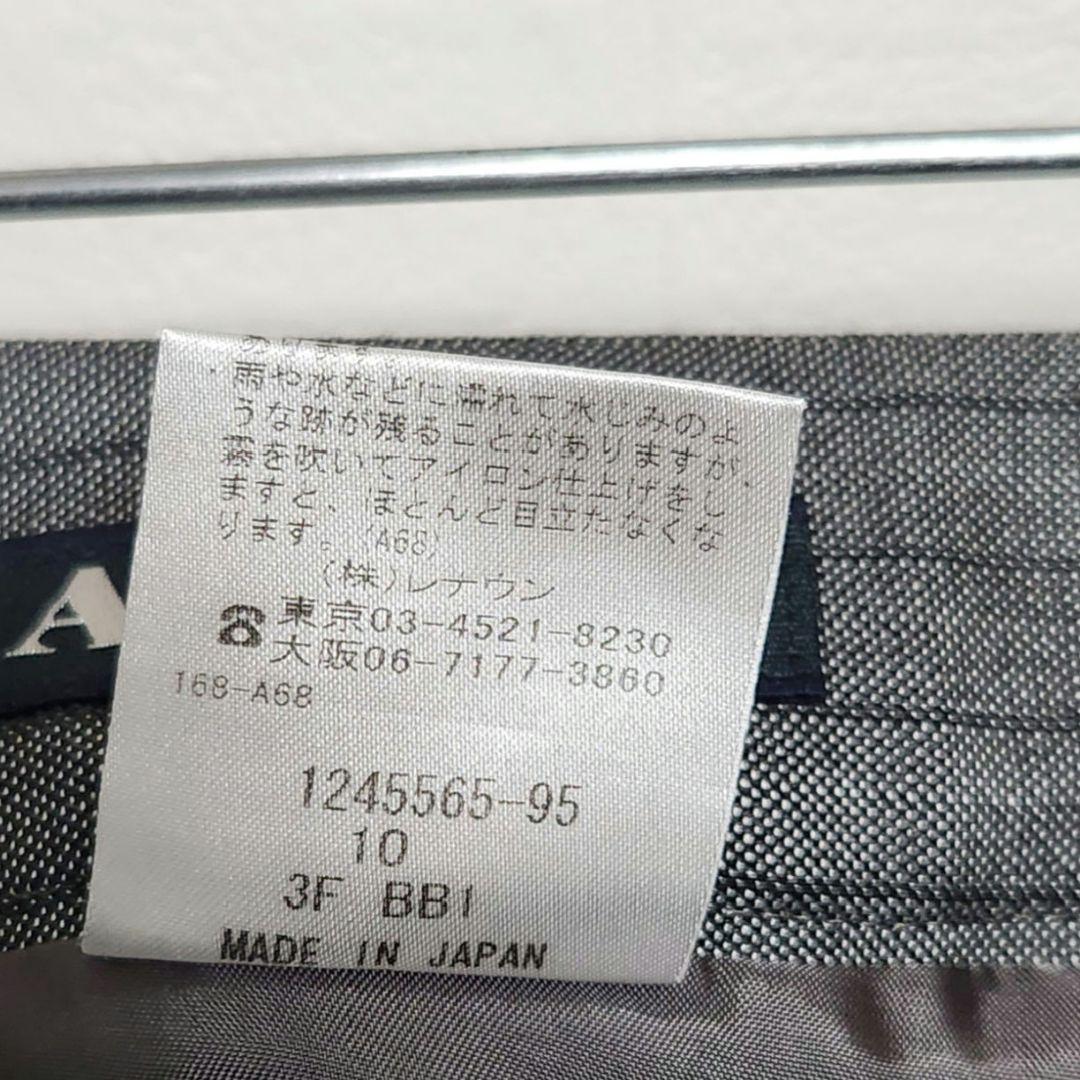 ・雨や水などに濡れて水じみのよ
うな跡が残ることがありますが、
霧を吹いてアイロン仕上げをし
ますと、ほとんど目立たなくな
ります。(A68)
(株)レナウン
☎東京03-4521-8230
大阪06-7177-3860
168-A68
1245565-95
10
3F BB1
MADE IN JAPAN
A